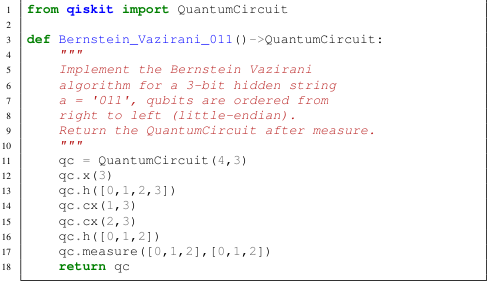 1 from qiskit import QuantumCircuit
2
3 def Bernstein_Vazirani_011()->QuantumCircuit:
4     """
5     Implement the Bernstein Vazirani
6     algorithm for a 3-bit hidden string
7     a = '011', qubits are ordered from
8     right to left (little-endian).
9     Return the QuantumCircuit after measure.
10     """
11     qc = QuantumCircuit(4,3)
12     qc.x(3)
13     qc.h([0,1,2,3])
14     qc.cx(1,3)
15     qc.cx(2,3)
16     qc.h([0,1,2])
17     qc.measure([0,1,2],[0,1,2])
18     return qc